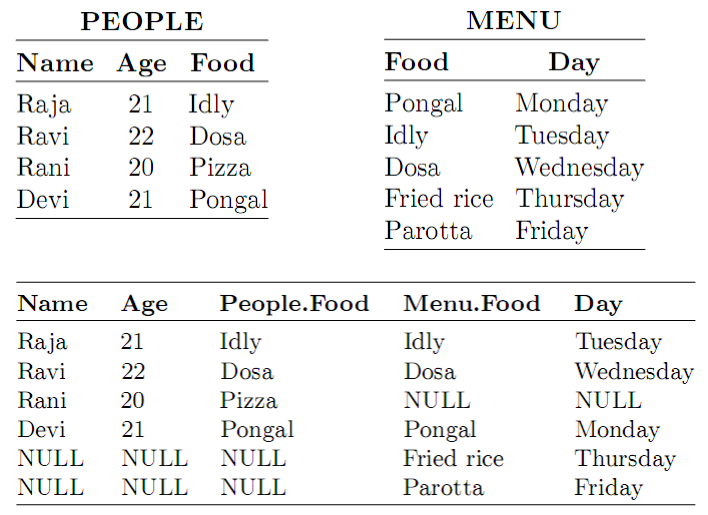 PEOPLE
Name Age Food
Raja 21 Idly
Ravi 22 Dosa
Rani 20 Pizza
Devi 21 Pongal
MENU
Food Day
Pongal Monday
Idly Tuesday
Dosa Wednesday
Fried rice Thursday
Parotta Friday
Name Age People.Food Menu.Food Day
Raja 21 Idly Idly Tuesday
Ravi 22 Dosa Dosa Wednesday
Rani 20 Pizza NULL NULL
Devi 21 Pongal Pongal Monday
NULL NULL NULL Fried rice Thursday
NULL NULL NULL Parotta Friday